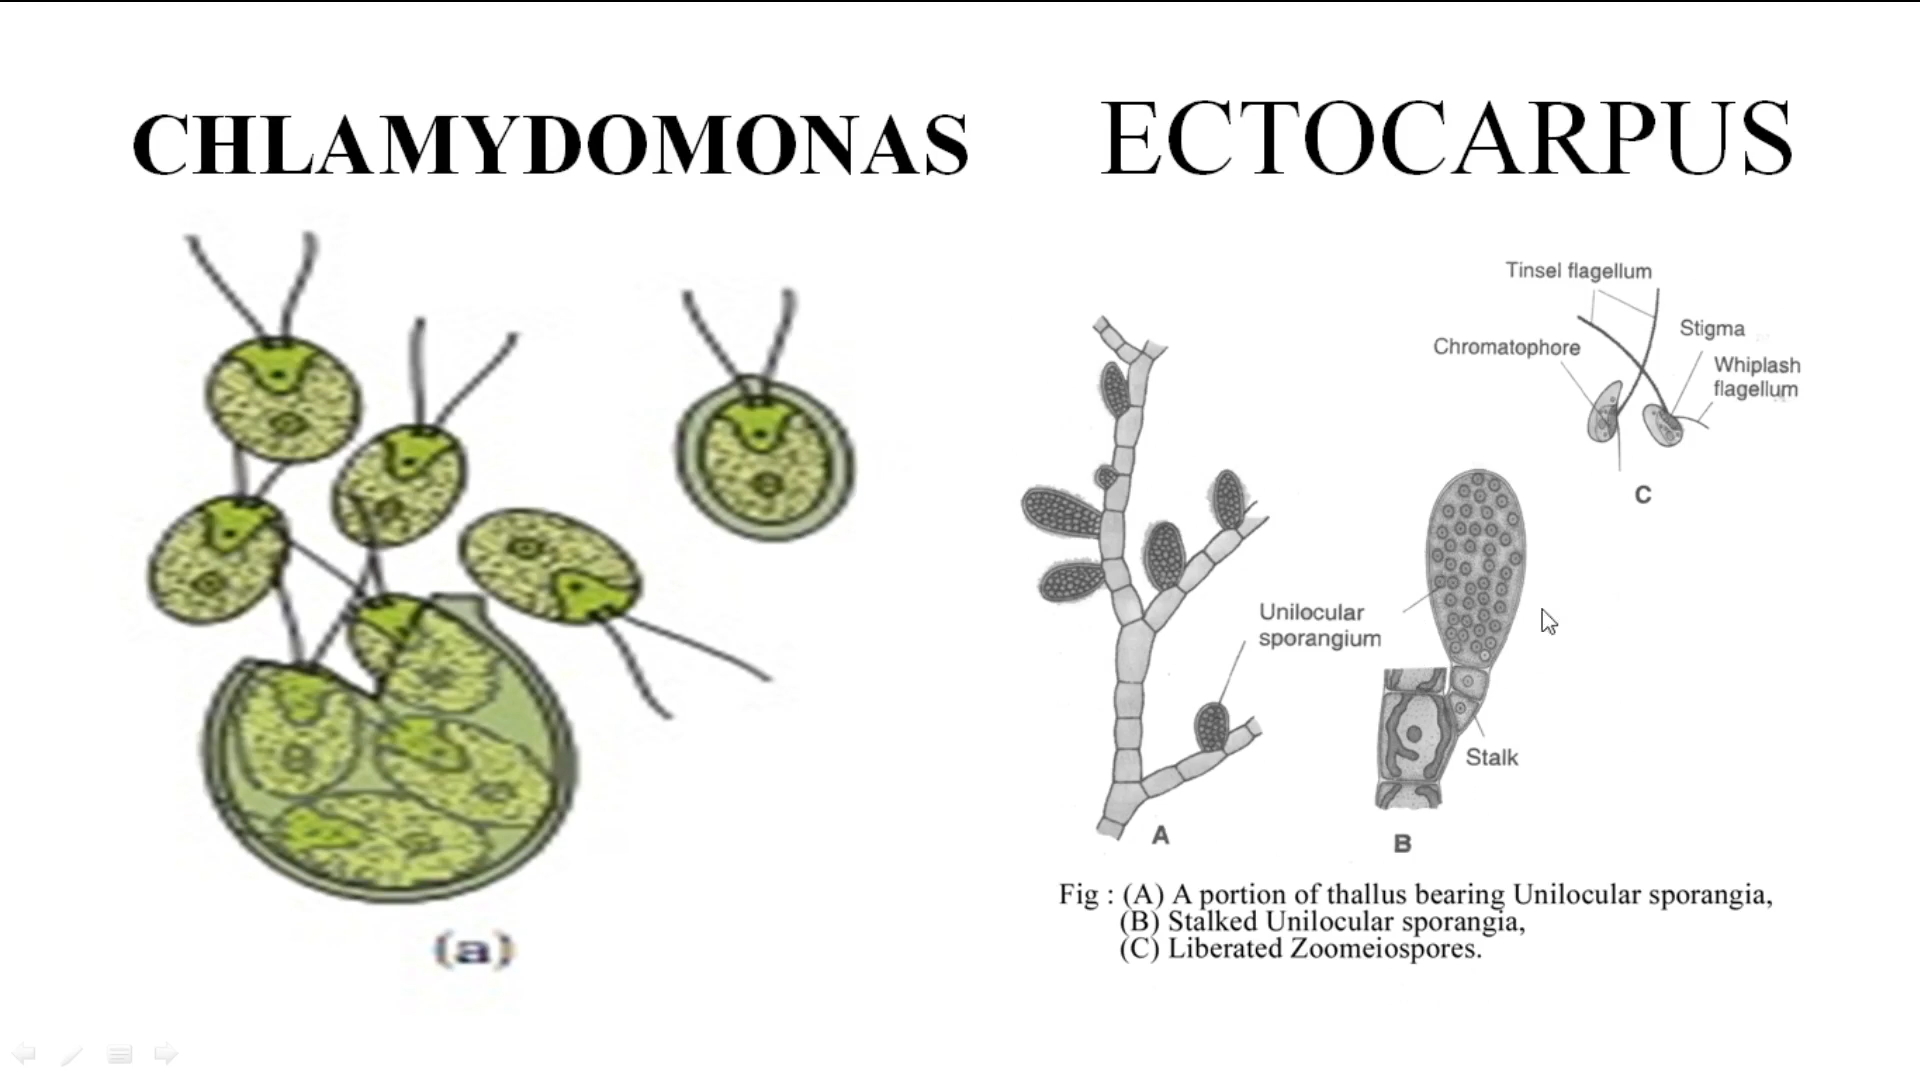 CHLAMYDOMONAS
(a)
ECTOCARPUS
Tinsel flagellum
Stigma
Chromatophore
Whiplash
flagellum
C
Unilocular
sporangium
Stalk
A
B
Fig : (A) A portion of thallus bearing Unilocular sporangia,
(B) Stalked Unilocular sporangia,
(C) Liberated Zoomeiospores.